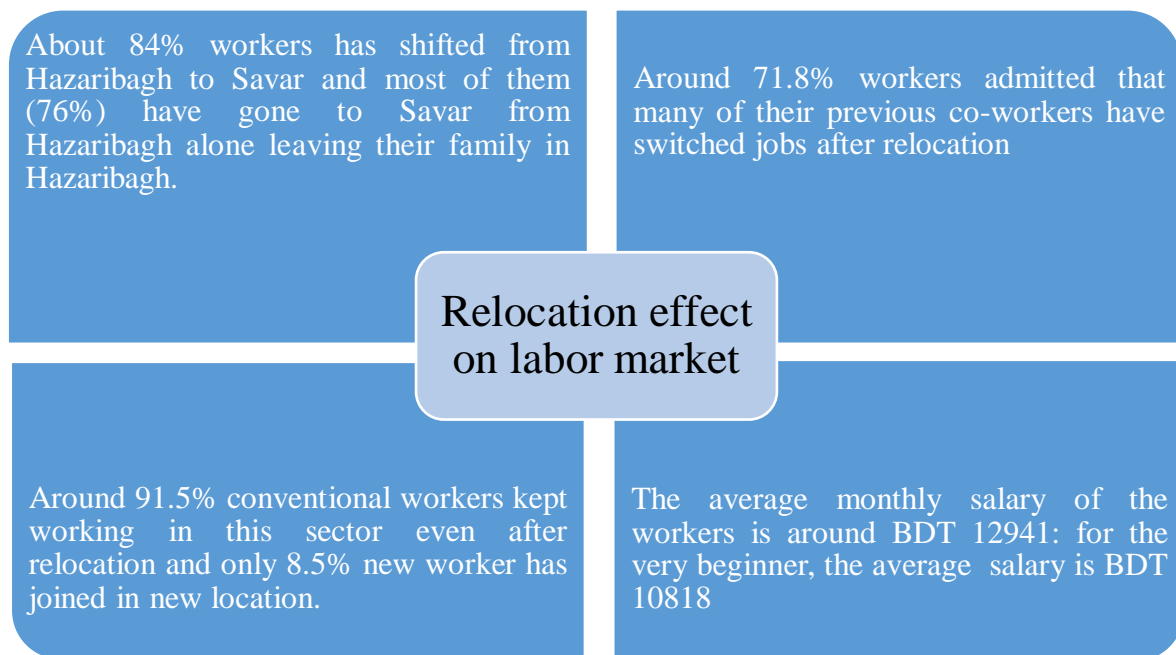 About 84% workers has shifted from
Hazaribagh to Savar and most of them
(76%) have gone to Savar from
Hazaribagh alone leaving their family in
Hazaribagh.
Around 71.8% workers admitted that
many of their previous co-workers have
switched jobs after relocation
Relocation effect
on labor market
Around 91.5% conventional workers kept
working in this sector even after
relocation and only 8.5% new worker has
joined in new location.
The average monthly salary of the
workers is around BDT 12941: for the
very beginner, the average salary is BDT
10818